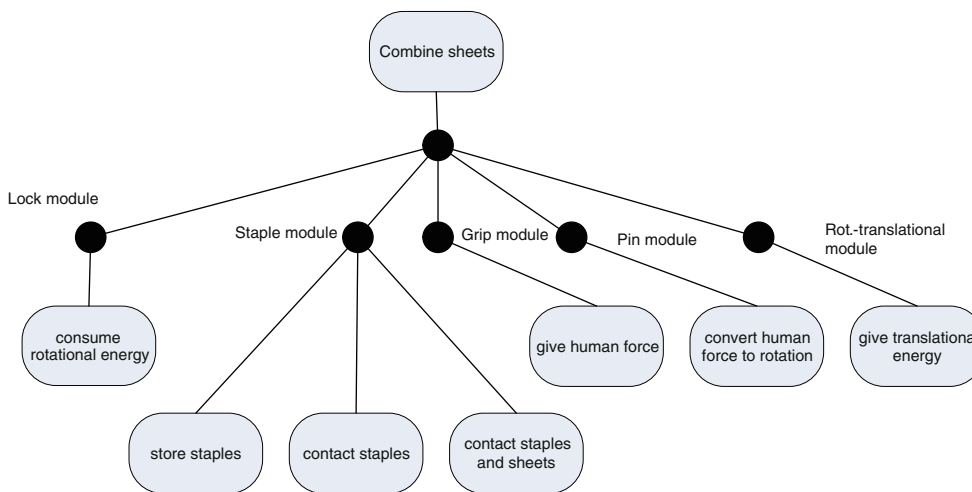 Combine sheets
Lock module
Staple module
Grip module
Pin module
Rot.-translational
module
consume
rotational energy
give human force
convert human
force to rotation
give translational
energy
store staples
contact staples
contact staples
and sheets